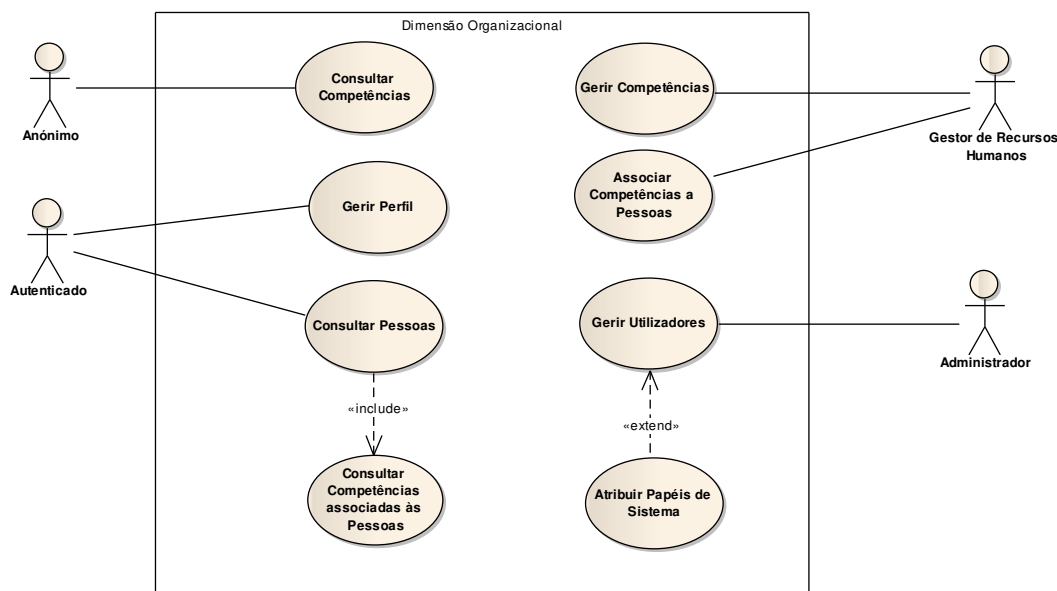 Dimensão Organizacional
Anónimo
Consultar
Competências
Gerir Competências
Gestor de Recursos
Humanos
Associar
Competências a
Pessoas
Gerir Perfil
Autenticado
Consultar Pessoas
Gerir Utilizadores
Administrador
«include»
«extend»
Consultar
Competências
associadas às
Pessoas
Atribuir Papéis de
Sistema